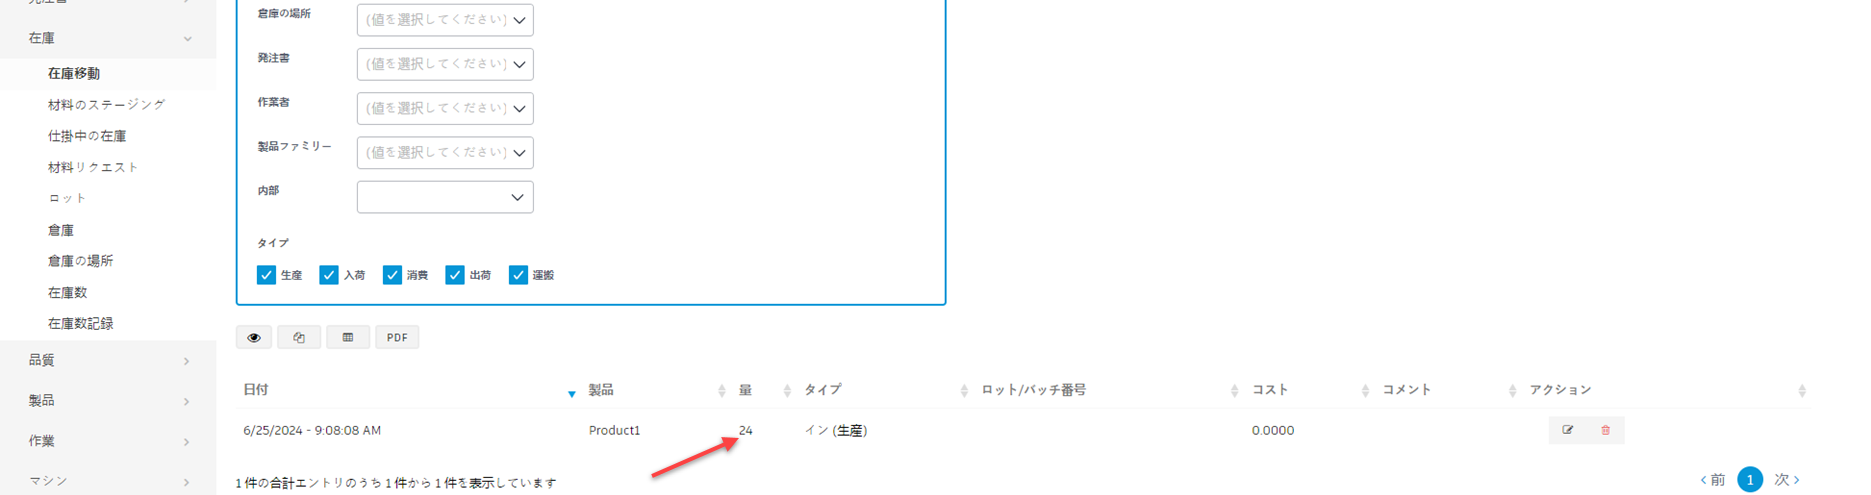 在庫
在庫移動
材料のステージング
仕掛中の在庫
材料リクエスト
ロット
倉庫
倉庫の場所
在庫数
在庫数記録
品質
製品
作業
マシン
倉庫の場所 (値を選択してください)
発注書 (値を選択してください)
作業者 (値を選択してください)
製品ファミリー (値を選択してください)
内部
タイプ
生産 入荷 消費 出荷 運搬
PDF
日付 製品 量 タイプ ロット/バッチ番号 コスト コメント アクション
6/25/2024 - 9:08:08 AM Product1 24 イン (生産) 0.0000
1 件の合計エントリのうち 1 件から 1 件を表示しています
前 1 次